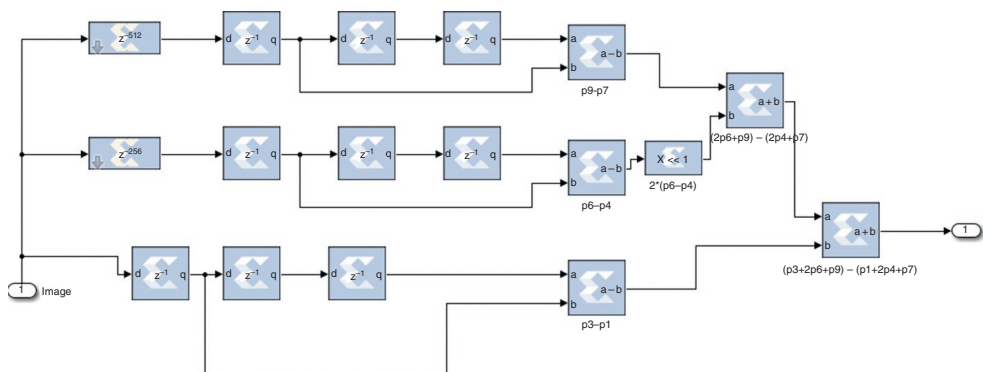 z⁻⁵¹² d z⁻¹ q d z⁻¹ q d z⁻¹ q a b a−b
p9-p7
a b a+b
(2p6+p9) − (2p4+p7)
z⁻²⁵⁶ d z⁻¹ q d z⁻¹ q d z⁻¹ q a b a−b
p6−p4
X << 1
2*(p6−p4)
a b a+b
(p3+2p6+p9) − (p1+2p4+p7)
1
d z⁻¹ q d z⁻¹ q d z⁻¹ q a b a−b
p3−p1
1 Image